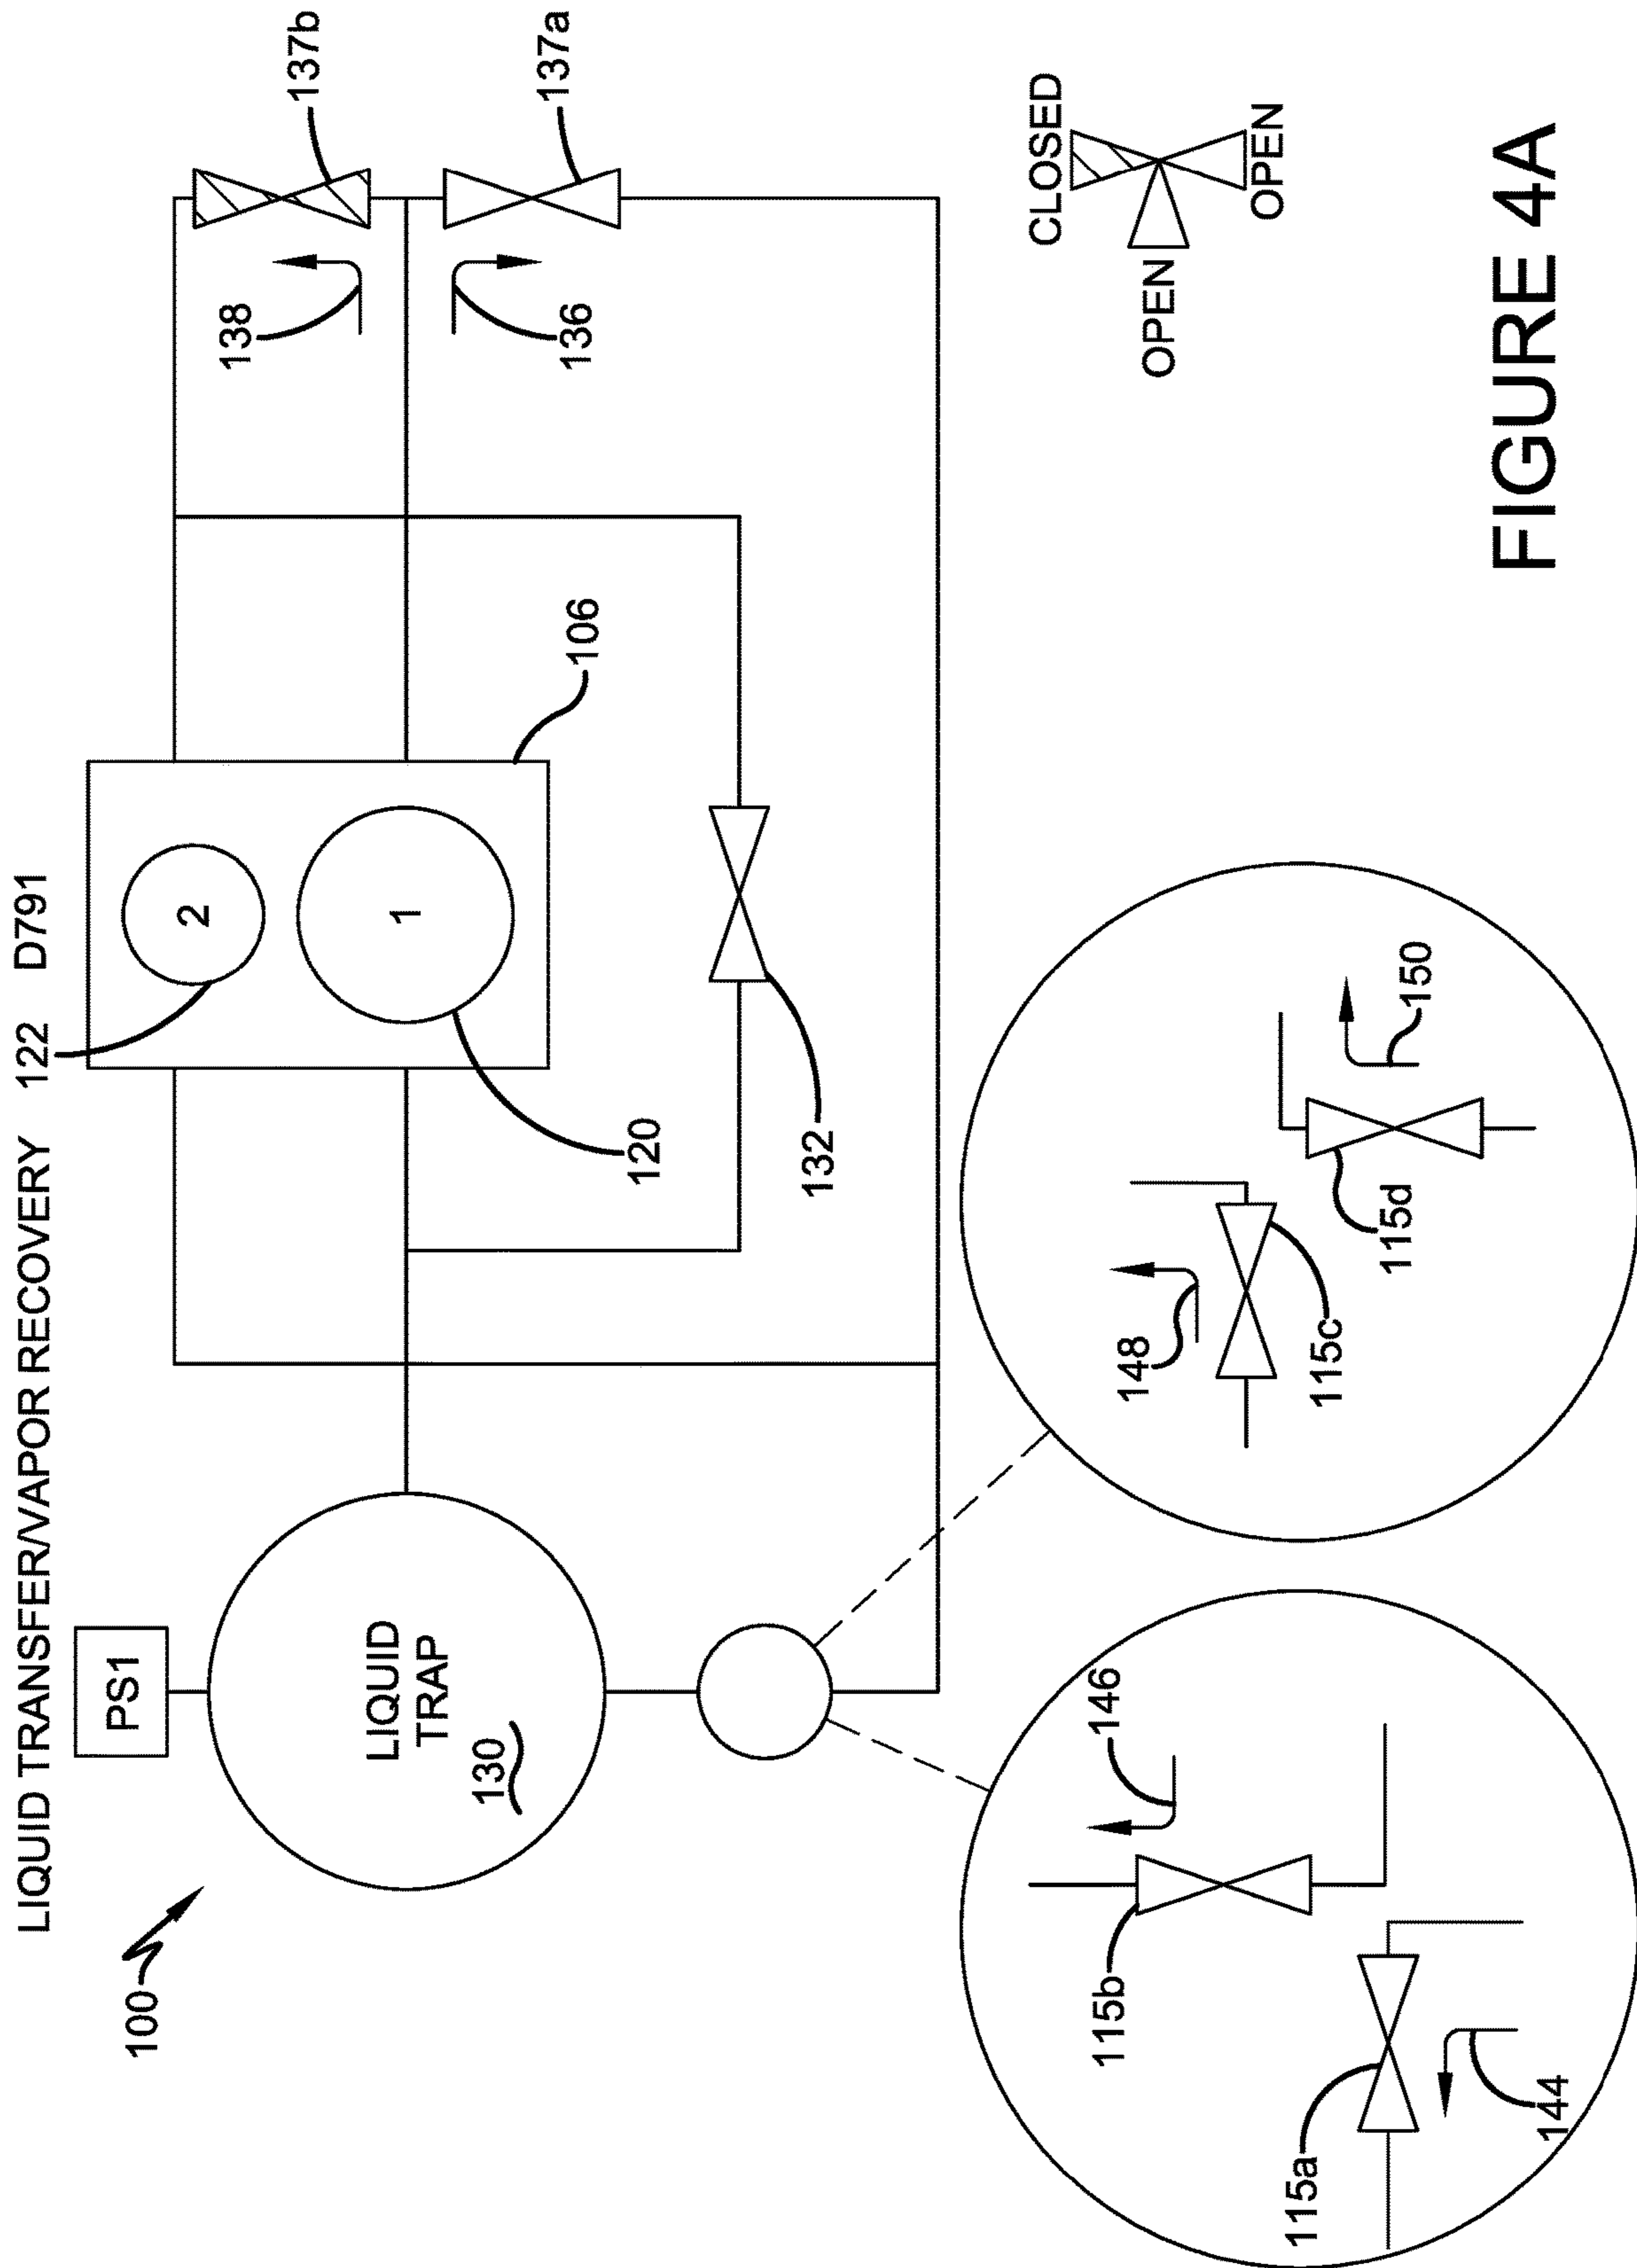 LIQUID TRANSFER/VAPOR RECOVERY 122 D791
100
PS1
LIQUID
TRAP
130
2
1
106
120
132
138
136
137b
137a
CLOSED
OPEN
OPEN
146
115b
115a
144
148
115c
115d
150
FIGURE 4A